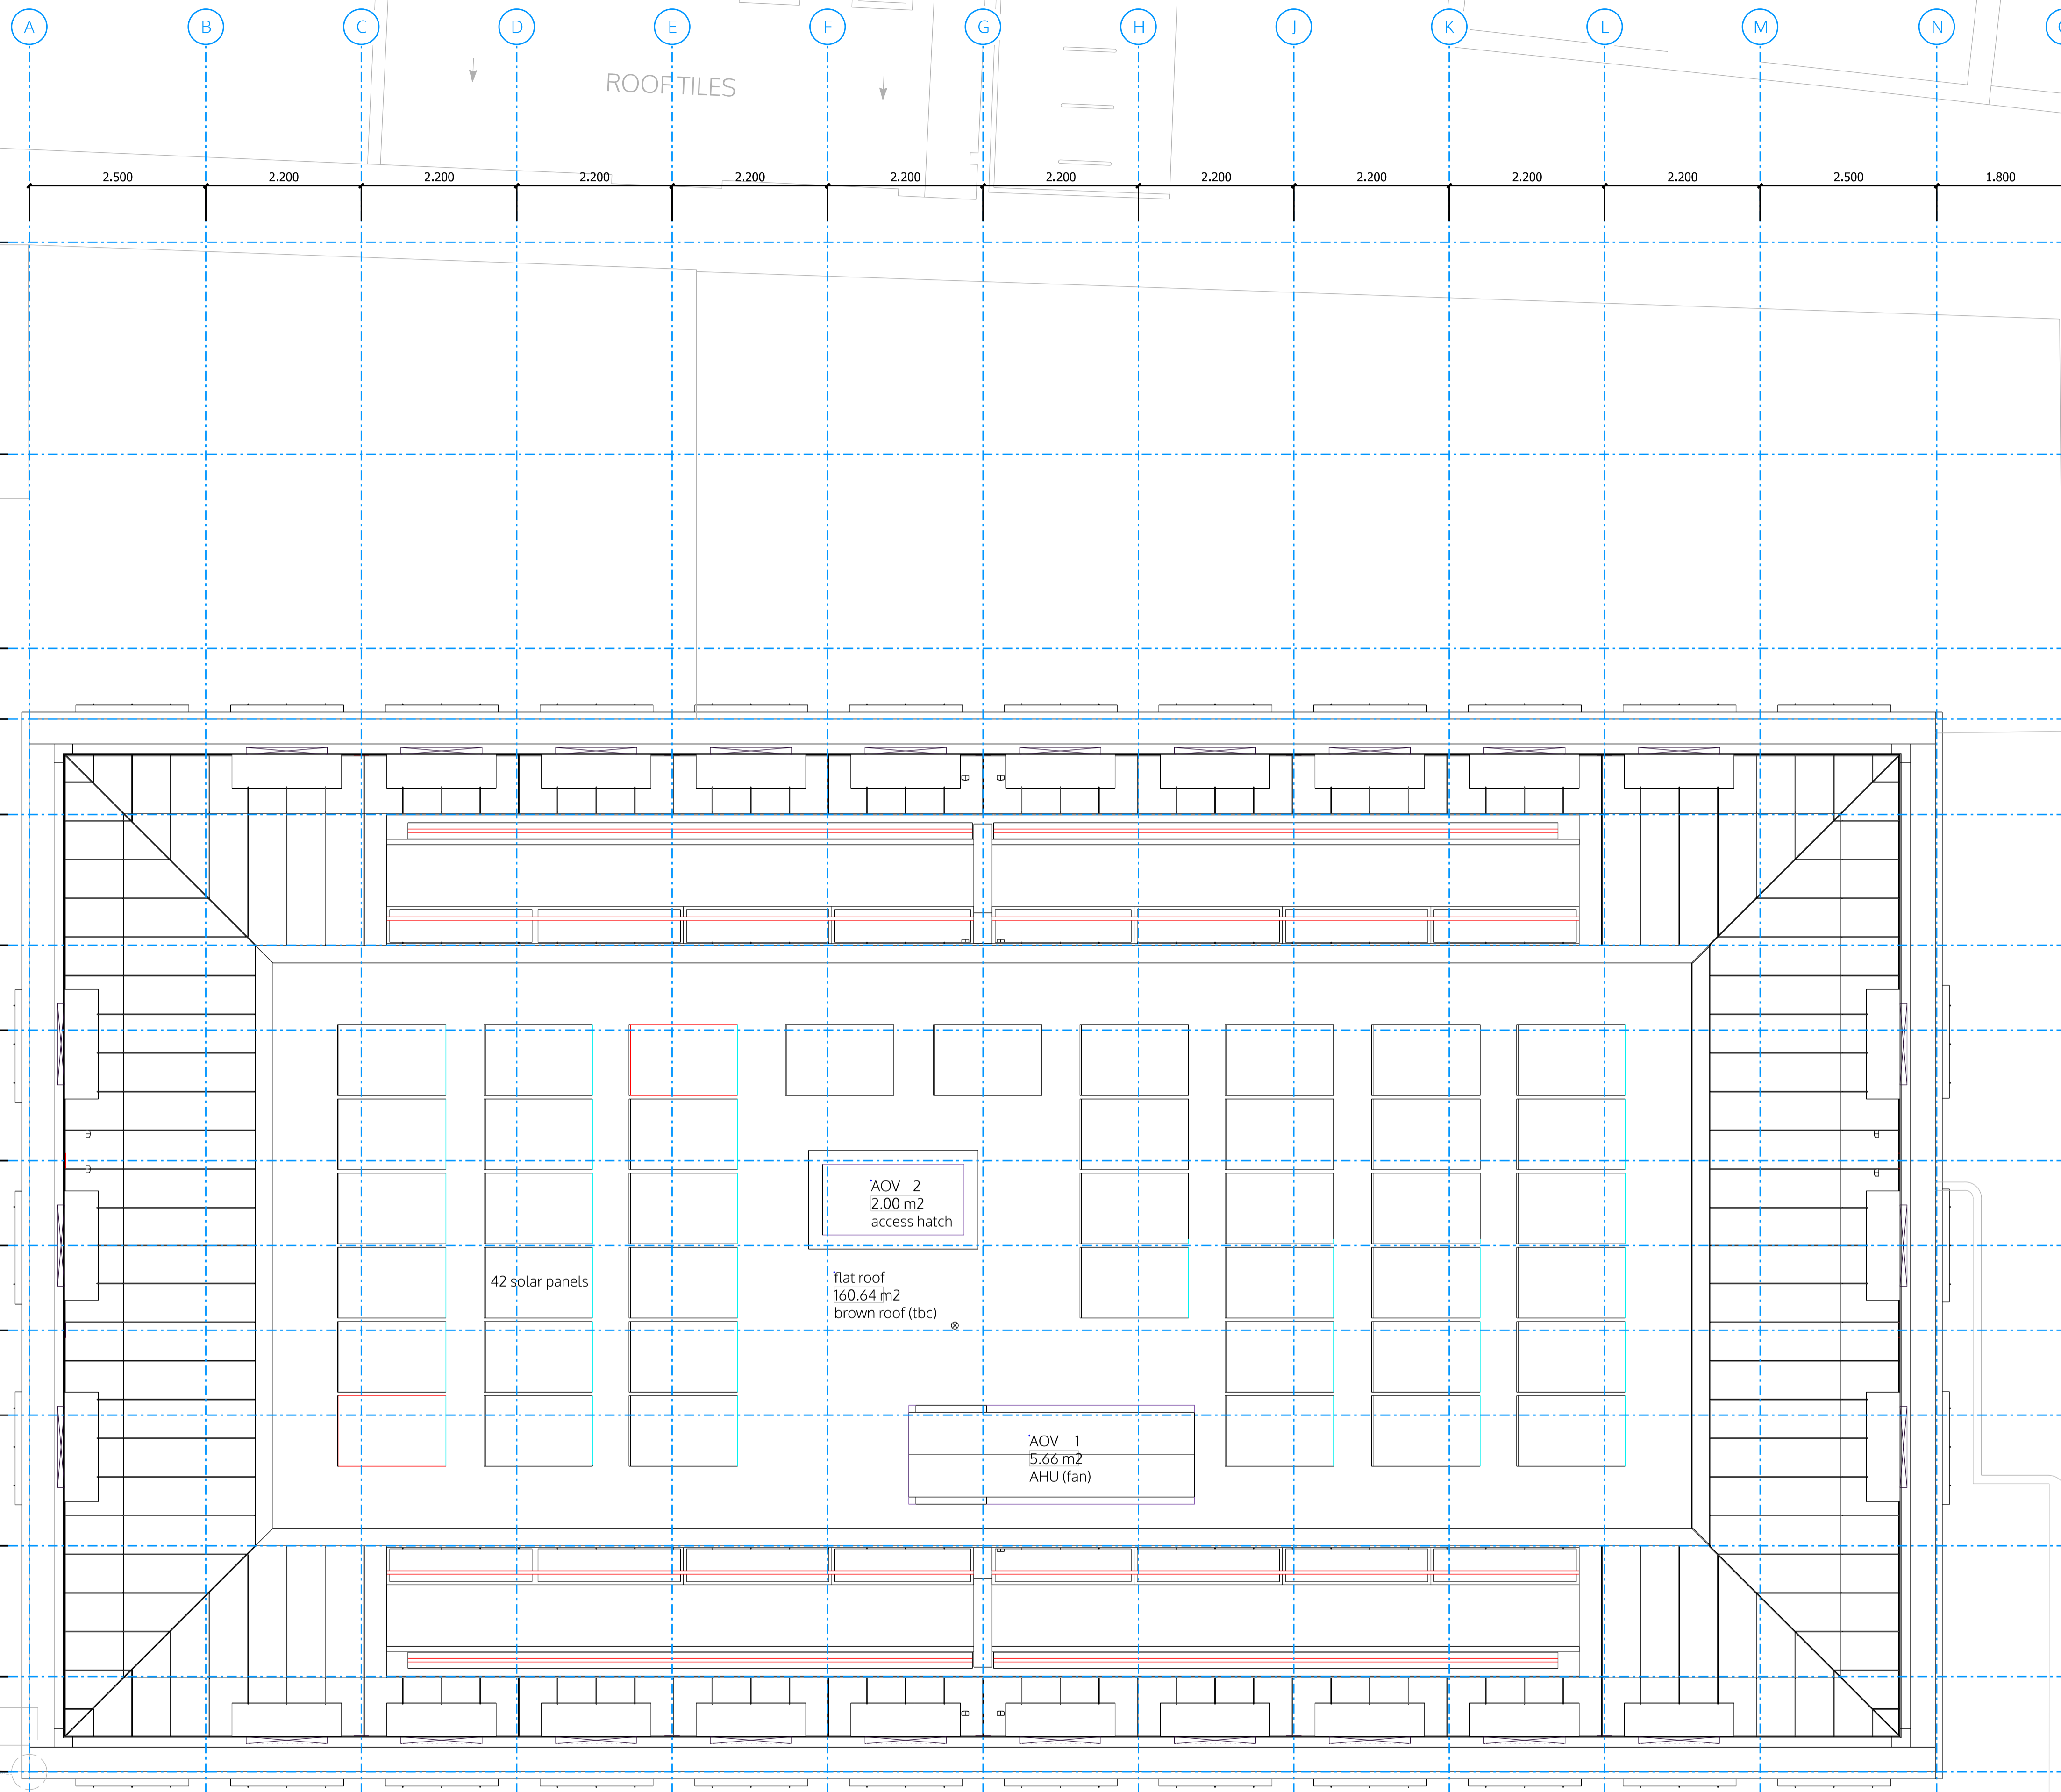 A B C D E F G H J K L M N
ROOF TILES
2.500 2.200 2.200 2.200 2.200 2.200 2.200 2.200 2.200 2.200 2.200 2.500 1.800
AOV 2
2.00 m2
access hatch
42 solar panels
flat roof
160.64 m2
brown roof (tbc)
AOV 1
5.66 m2
AHU (fan)